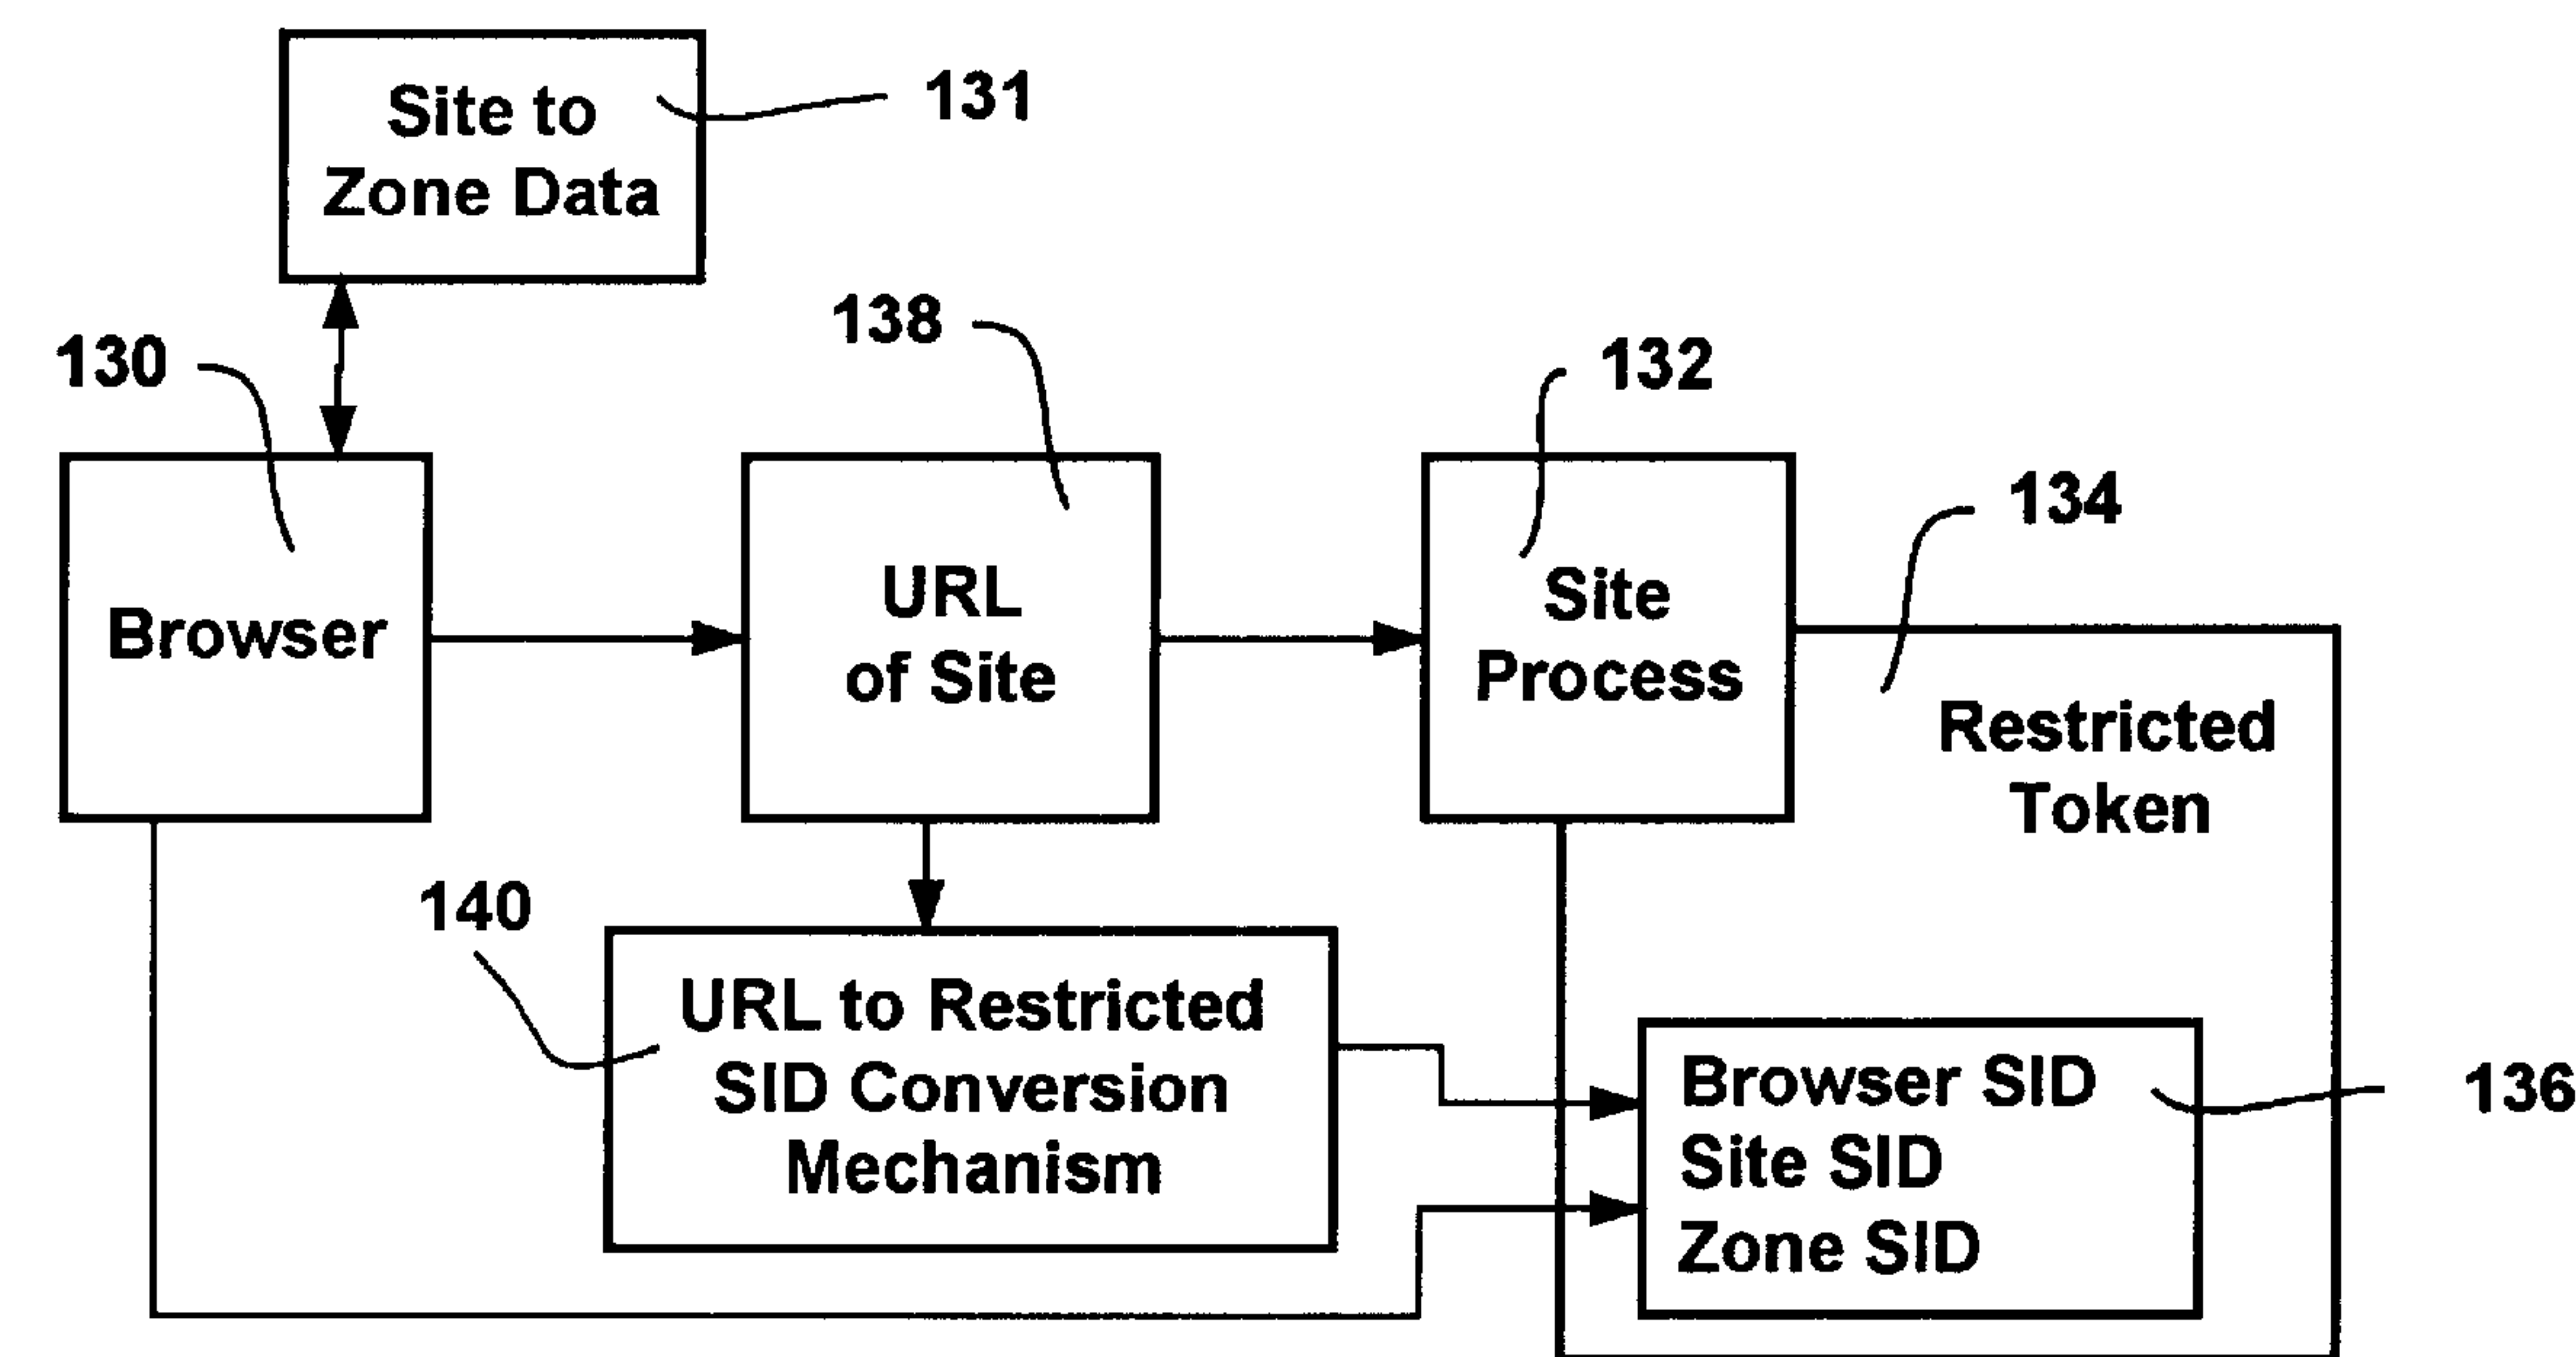 Site to
Zone Data
131
130
138
132
134
Browser
URL
of Site
Site
Process
Restricted
Token
140
URL to Restricted
SID Conversion
Mechanism
Browser SID
Site SID
Zone SID
136